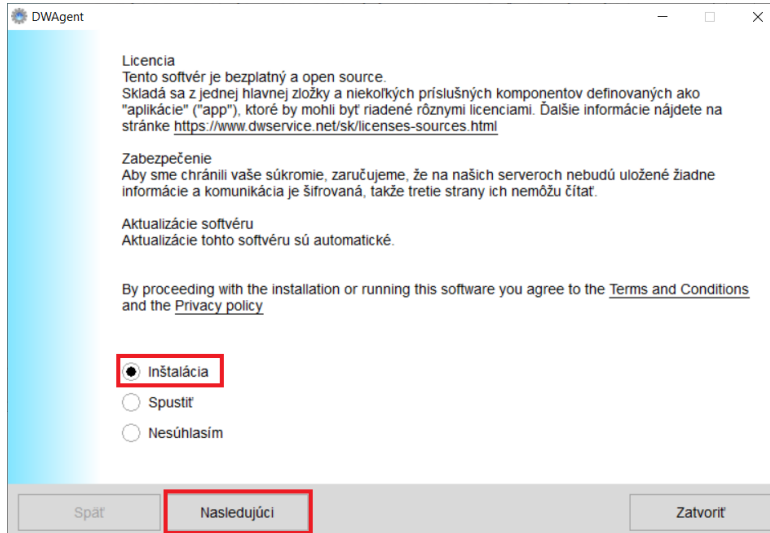 DWAgent
Licencia
Tento softvér je bezplatný a open source.
Skladá sa z jednej hlavnej zložky a niekoľkých príslušných komponentov definovaných ako
"aplikácie" ("app"), ktoré by mohli byť riadené rôznymi licenciami. Ďalšie informácie nájdete na
stránke https://www.dwservice.net/sk/licenses-sources.html
Zabezpečenie
Aby sme chránili vaše súkromie, zaručujeme, že na našich serveroch nebudú uložené žiadne
informácie a komunikácia je šifrovaná, takže tretie strany ich nemôžu čítať.
Aktualizácie softvéru
Aktualizácie tohto softvéru sú automatické.
By proceeding with the installation or running this software you agree to the Terms and Conditions
and the Privacy policy
Inštalácia
Spustiť
Nesúhlasím
Späť
Nasledujúci
Zatvoriť